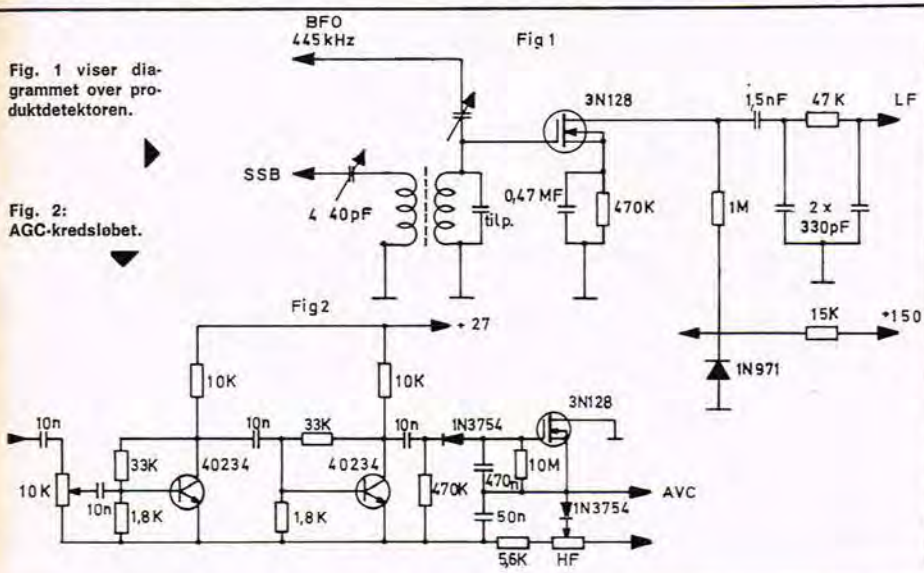 Fig. 1 viser dia-
grammet over pro-
duktdetektoren.
Fig. 2:
AGC-kredsløbet.
BFO
445kHz
Fig 1
SSB
4 40pF
tilp.
0,47MF
470K
3N128
1,5nF
47 K
LF
1M
2 x
330pF
15K
+150
1N971
Fig2
+ 27
10K
10K
10n
10n
33K
10n
1N3754
3N128
33K
40234
40234
10K
10n
1,8K
1,8K
470K
470n
10M
50n
1N3754
AVC
5,6K
HF